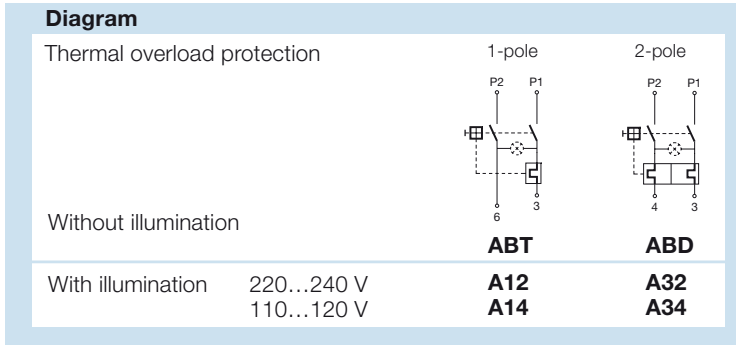 Diagram
Thermal overload protection 1-pole 2-pole
P2 P1 P2 P1
6 3 4 3
Without illumination
ABT ABD
With illumination 220...240 V A12 A32
110...120 V A14 A34